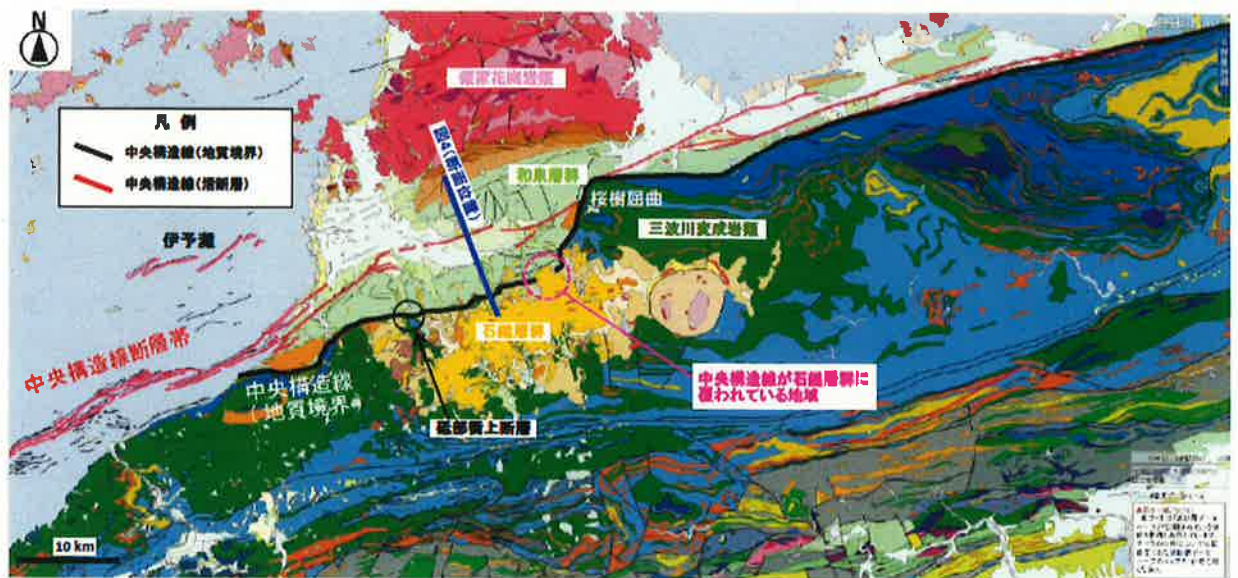 N
凡 例
中央構造線(地質境界)
中央構造線(活断層)
領家花崗岩類
図4(断面位置)
和泉層群
桜樹屈曲
三波川変成岩類
伊予灘
石鎚層群
中央構造線断層帯
中央構造線
(地質境界)
中央構造線が石鎚層群に
覆われている地域
砥部衝上断層
10 km